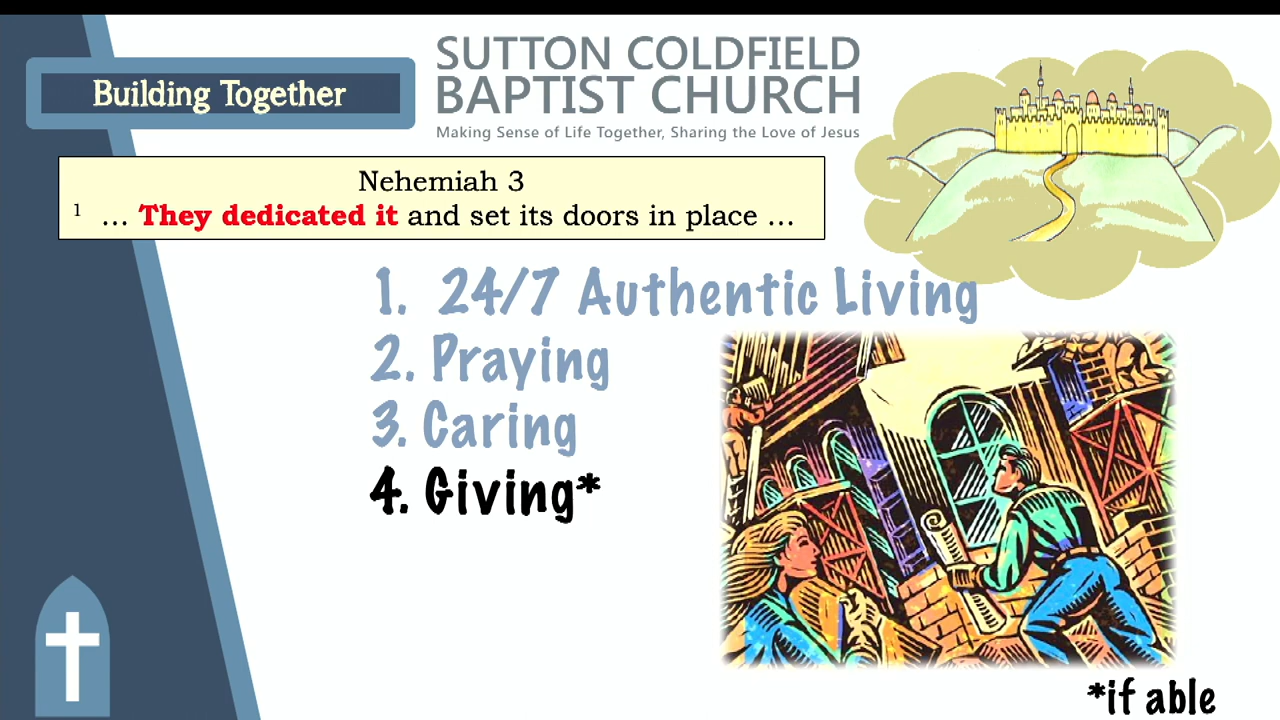 Building Together
SUTTON COLDFIELD
BAPTIST CHURCH
Making Sense of Life Together, Sharing the Love of Jesus
Nehemiah 3
1 … They dedicated it and set its doors in place …
1. 24/7 Authentic Living
2. Praying
3. Caring
4. Giving*
*if able